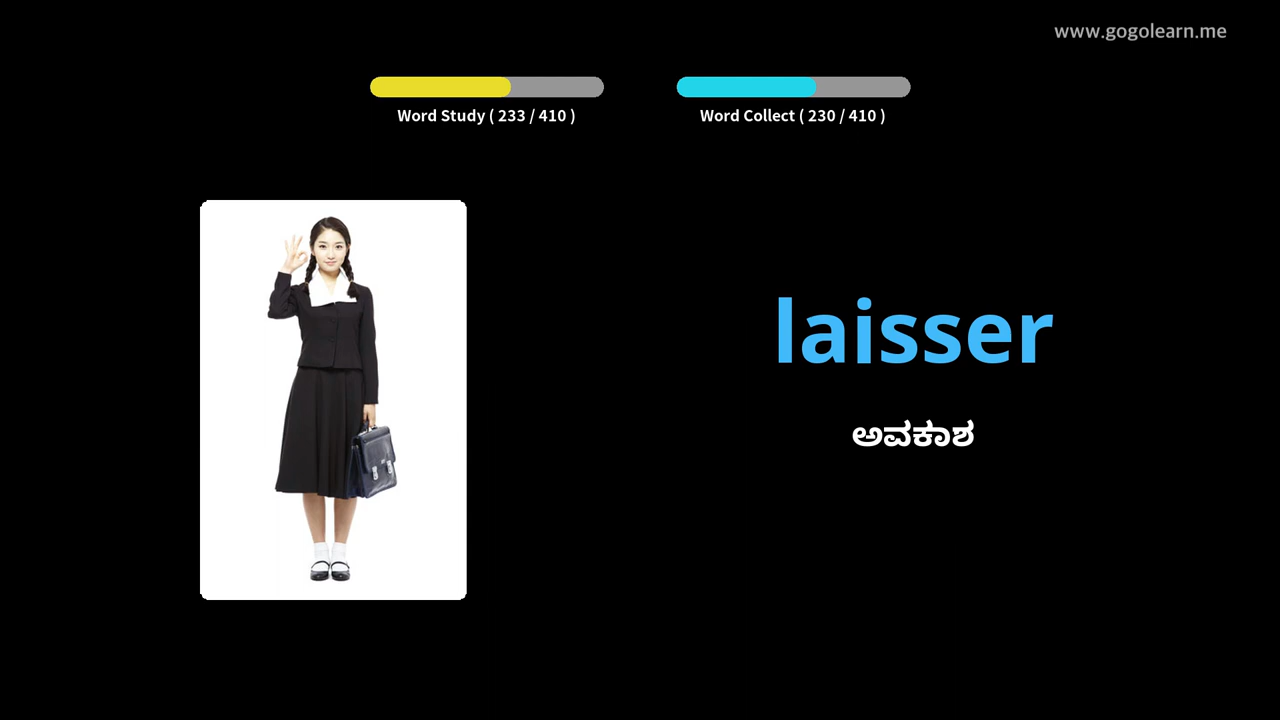 www.gogolearn.me
Word Study ( 233 / 410 )
Word Collect ( 230 / 410 )
laisser
ಅವಕಾಶ